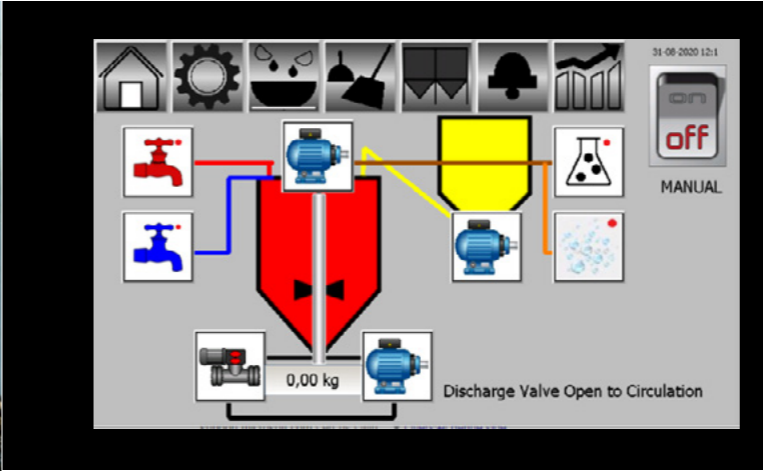 31-08-2020 12:1
on
off
MANUAL
0,00 kg
Discharge Valve Open to Circulation